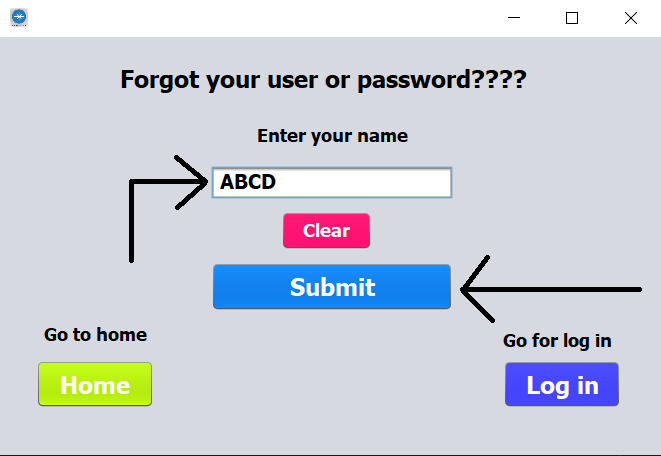 Forgot your user or password????
Enter your name
ABCD
Clear
Submit
Go to home
Go for log in
Home
Log in